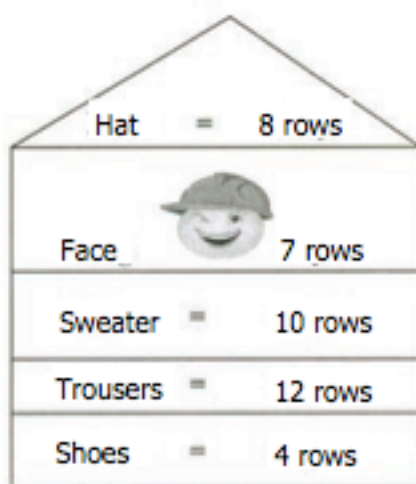 Hat = 8 rows
Face 7 rows
Sweater = 10 rows
Trousers = 12 rows
Shoes = 4 rows